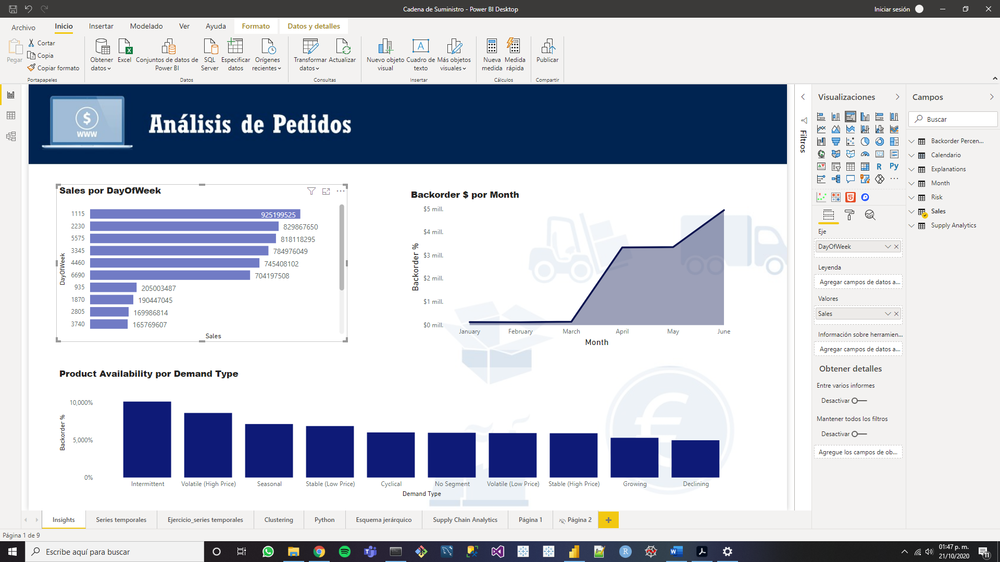 Cadena de Suministro - Power BI Desktop
Iniciar sesión
Archivo
Inicio
Insertar
Modelado
Ver
Ayuda
Formato
Datos y detalles
Pegar
Cortar
Copia
Copiar formato
Portapapeles
Obtener datos
Excel
Conjuntos de datos de Power BI
SQL Server
Especificar datos
Orígenes recientes
Datos
Transformar datos
Actualizar
Consultas
Nuevo objeto visual
Cuadro de texto
Más objetos visuales
Insertar
Nueva medida
Medida rápida
Cálculos
Publicar
Compartir
$
WWW
Análisis de Pedidos
Sales por DayOfWeek
DayOfWeek
1115 925199525
2230 829867650
5575 818118295
3345 784976049
4460 745408102
6690 704197508
935 205003487
1870 190447045
2805 169986814
3740 165769607
Sales
Backorder $ por Month
Backorder %
$5 mill.
$4 mill.
$3 mill.
$2 mill.
$1 mill.
$0 mill.
January February March April May June
Month
Product Availability por Demand Type
Backorder %
10,000%
5,000%
0%
Intermittent
Volatile (High Price)
Seasonal
Stable (Low Price)
Cyclical
No Segment
Volatile (Low Price)
Stable (High Price)
Growing
Declining
Demand Type
€
Filtros
Visualizaciones
123
R
Py
5
Eje
DayOfWeek
Leyenda
Agregar campos de datos a...
Valores
Sales
Información sobre herramien...
Agregar campos de datos a...
Obtener detalles
Entre varios informes
Desactivar
Mantener todos los filtros
Desactivar
Agregue los campos de ob...
Campos
Buscar
Backorder Percen...
Calendario
Explanations
Month
Risk
Sales
Supply Analytics
Insights
Series temporales
Ejercicio_series temporales
Clustering
Python
Esquema jerárquico
Supply Chain Analytics
Página 1
Página 2
Página 1 de 9
Escribe aquí para buscar
01:47 p. m.
21/10/2020
11